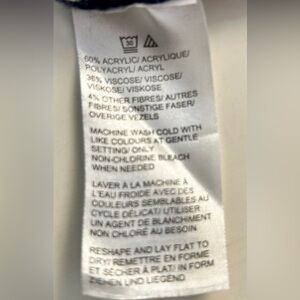 30
60% ACRYLIC/ ACRYLIQUE/
POLYACRYL/ ACRYL
36% VISCOSE/ VISCOSE/
VISKOSE/ VISKOSE
4% OTHER FIBRES/ AUTRES
FIBRES/ SONSTIGE FASER/
OVERIGE VEZELS
MACHINE WASH COLD WITH
LIKE COLOURS AT GENTLE
SETTING/ ONLY
NON-CHLORINE BLEACH
WHEN NEEDED
LAVER À LA MACHINE À
L'EAU FROIDE AVEC DES
COULEURS SEMBLABLES AU
CYCLE DÉLICAT/ UTILISER
UN AGENT DE BLANCHIMENT
NON CHLORÉ AU BESOIN
RESHAPE AND LAY FLAT TO
DRY/ REMETTRE EN FORME
ET SÉCHER À PLAT/ IN FORM
ZIEHEN UND LIEGEND